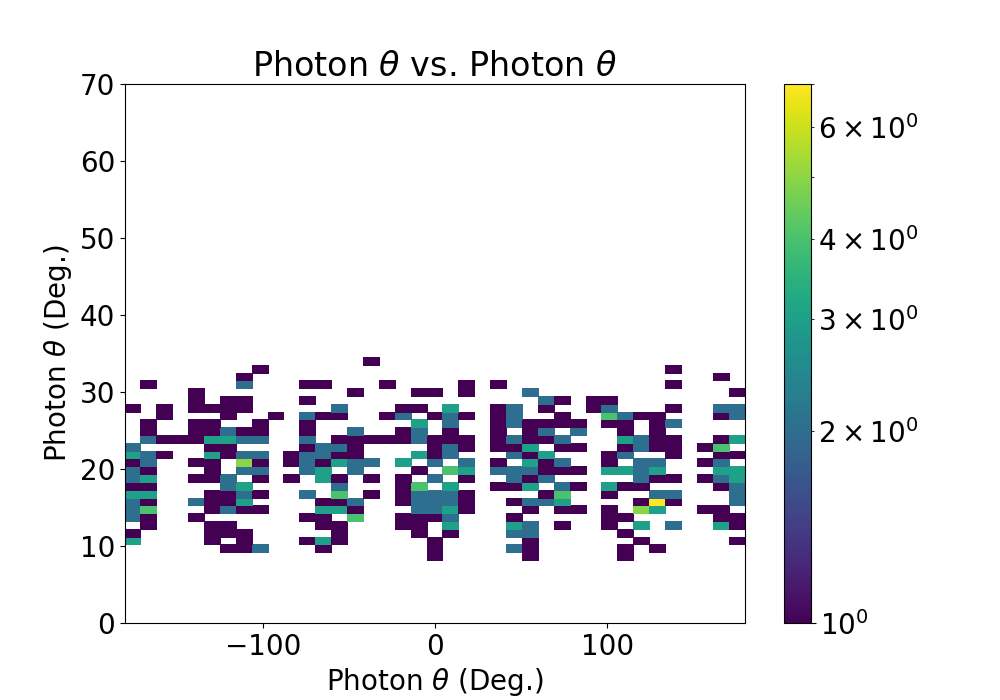 Photon θ vs. Photon θ
70
60
50
40
30
20
10
0
Photon θ (Deg.)
−100
0
100
Photon θ (Deg.)
6 × 10⁰
4 × 10⁰
3 × 10⁰
2 × 10⁰
10⁰